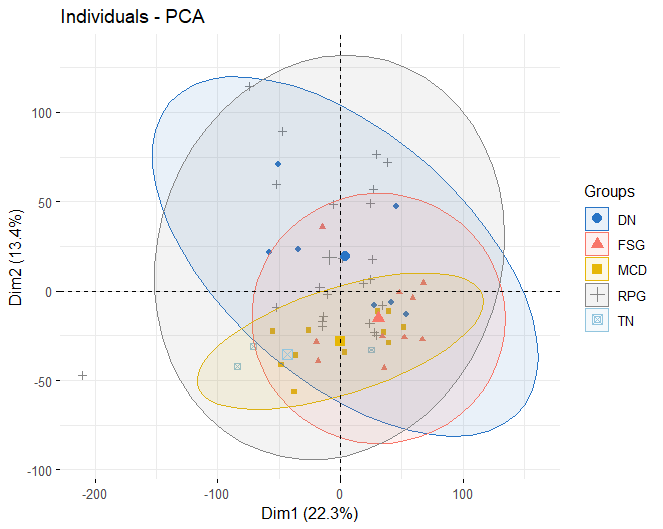 Individuals - PCA
Dim2 (13.4%)
100
50
0
-50
-100
-200
-100
0
100
Dim1 (22.3%)
Groups
DN
FSG
MCD
RPG
TN